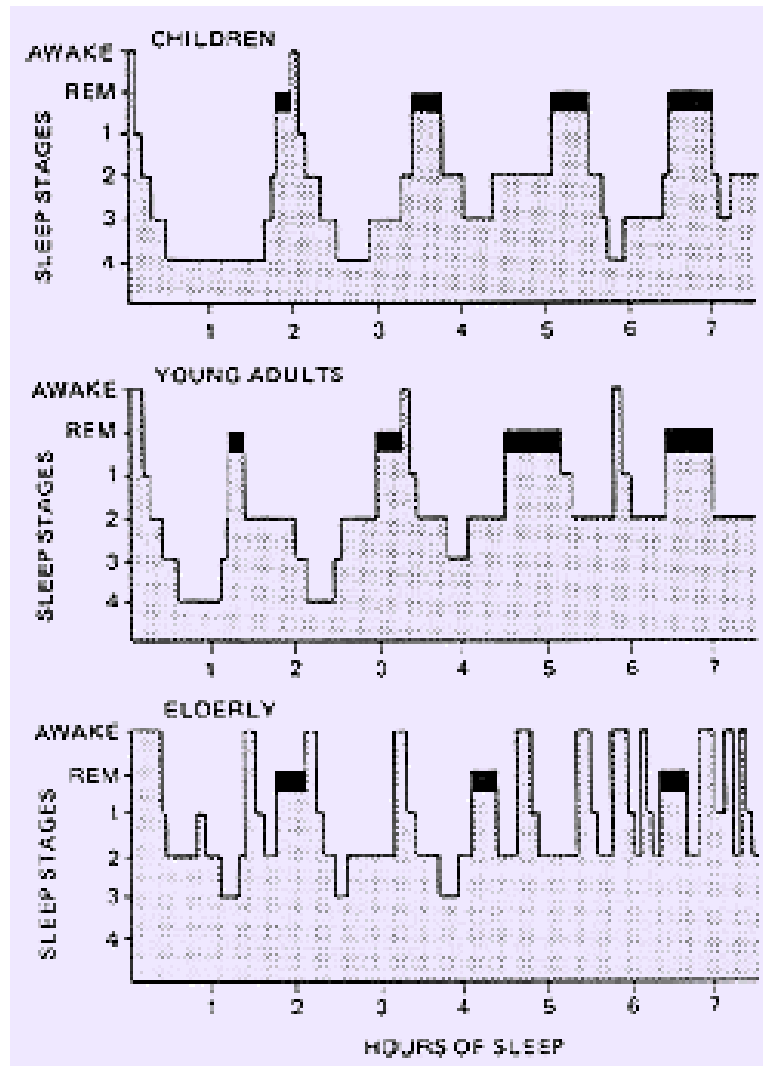 CHILDREN
AWAKE
REM
1
2
3
4
SLEEP STAGES
1 2 3 4 5 6 7
YOUNG ADULTS
AWAKE
REM
1
2
3
4
SLEEP STAGES
1 2 3 4 5 6 7
ELDERLY
AWAKE
REM
1
2
3
4
SLEEP STAGES
1 2 3 4 5 6 7
HOURS OF SLEEP